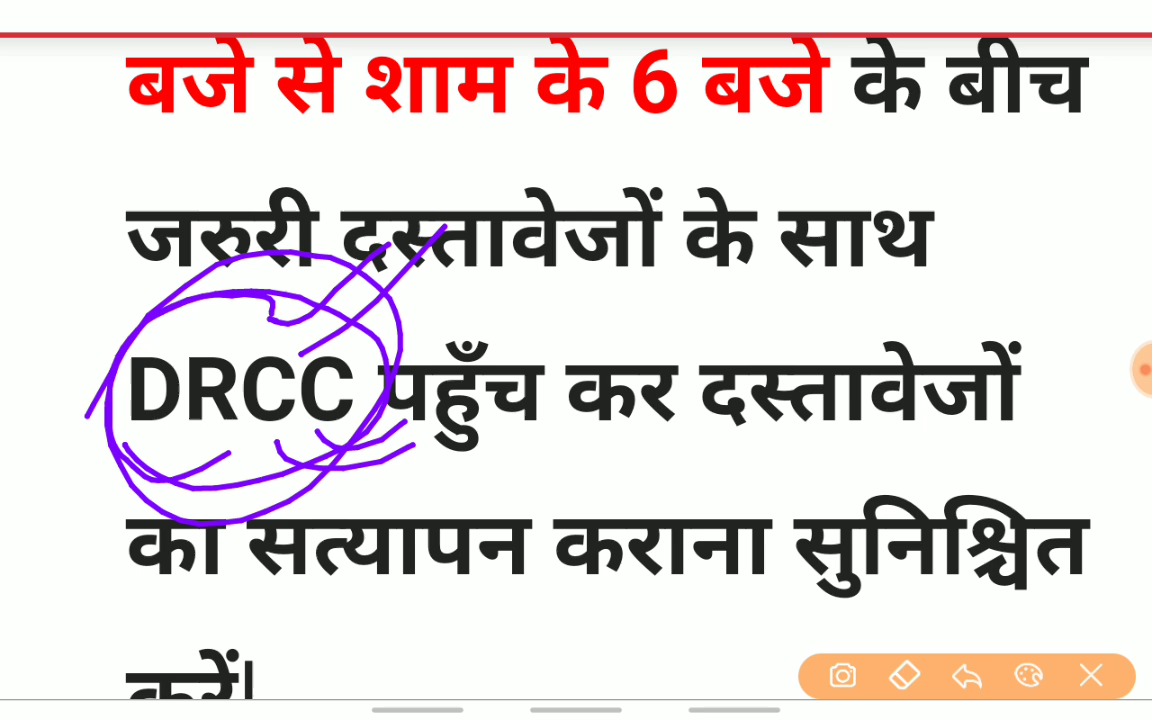 बजे से शाम के 6 बजे के बीच
जरुरी दस्तावेजों के साथ
DRCC पहुँच कर दस्तावेजों
का सत्यापन कराना सुनिश्चित
करें|